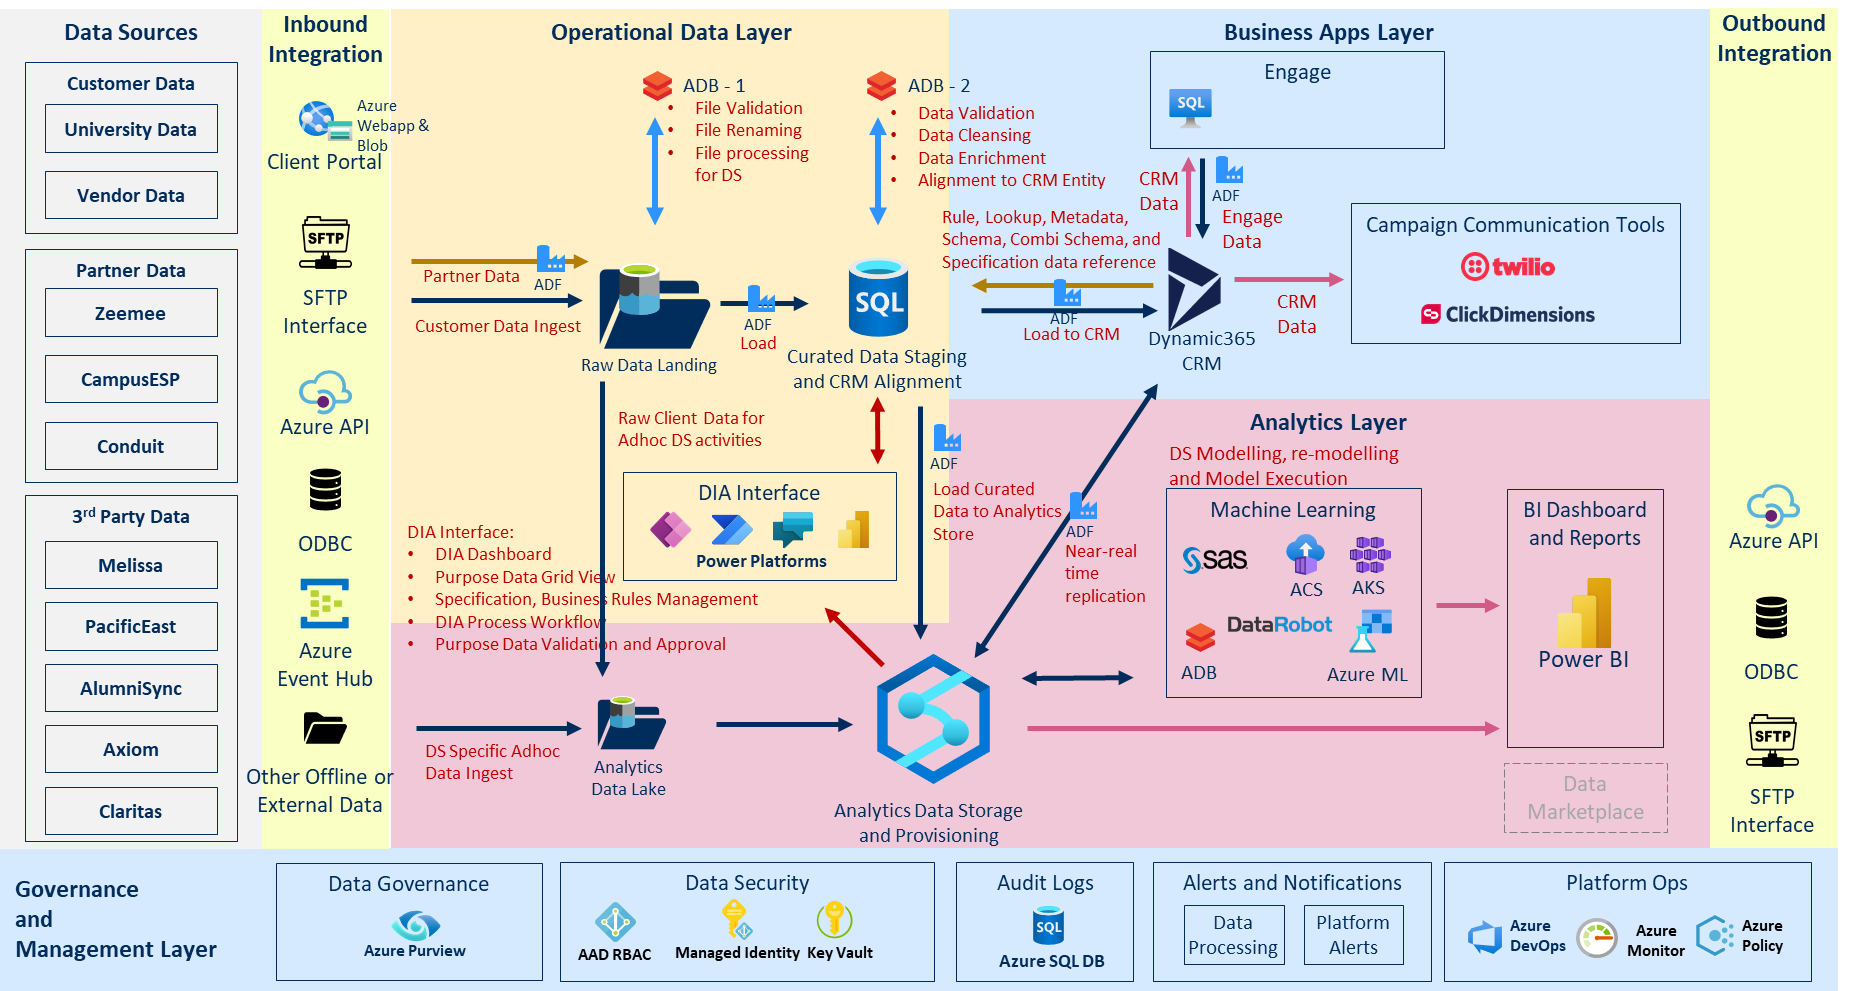 Data Sources
Customer Data
University Data
Vendor Data
Partner Data
Zeemee
CampusESP
Conduit
3rd Party Data
Melissa
PacificEast
AlumniSync
Axiom
Claritas
Inbound
Integration
Azure
Webapp &
Blob
Client Portal
SFTP
SFTP
Interface
Azure API
ODBC
Azure
Event Hub
Other Offline or
External Data
Operational Data Layer
ADB - 1
• File Validation
• File Renaming
• File processing
for DS
ADB - 2
• Data Validation
• Data Cleansing
• Data Enrichment
• Alignment to CRM Entity
Partner Data
ADF
Customer Data Ingest
Raw Data Landing
ADF
Load
SQL
Curated Data Staging
and CRM Alignment
Rule, Lookup, Metadata,
Schema, Combi Schema, and
Specification data reference
ADF
Load to CRM
Raw Client Data for
Adhoc DS activities
DIA Interface
Power Platforms
DIA Interface:
• DIA Dashboard
• Purpose Data Grid View
• Specification, Business Rules Management
• DIA Process Workflow
• Purpose Data Validation and Approval
ADF
Load Curated
Data to Analytics
Store
ADF
Near-real
time
replication
DS Specific Adhoc
Data Ingest
Analytics
Data Lake
Analytics Data Storage
and Provisioning
Business Apps Layer
Engage
SQL
CRM
Data
ADF
Engage
Data
Dynamic365
CRM
CRM
Data
Campaign Communication Tools
twilio
ClickDimensions
Analytics Layer
DS Modelling, re-modelling
and Model Execution
Machine Learning
sas
ACS
AKS
DataRobot
ADB
Azure ML
BI Dashboard
and Reports
Power BI
Data
Marketplace
Outbound
Integration
Azure API
ODBC
SFTP
SFTP
Interface
Governance
and
Management Layer
Data Governance
Azure Purview
Data Security
AAD RBAC
Managed Identity
Key Vault
Audit Logs
SQL
Azure SQL DB
Alerts and Notifications
Data
Processing
Platform
Alerts
Platform Ops
Azure
DevOps
Azure
Monitor
Azure
Policy